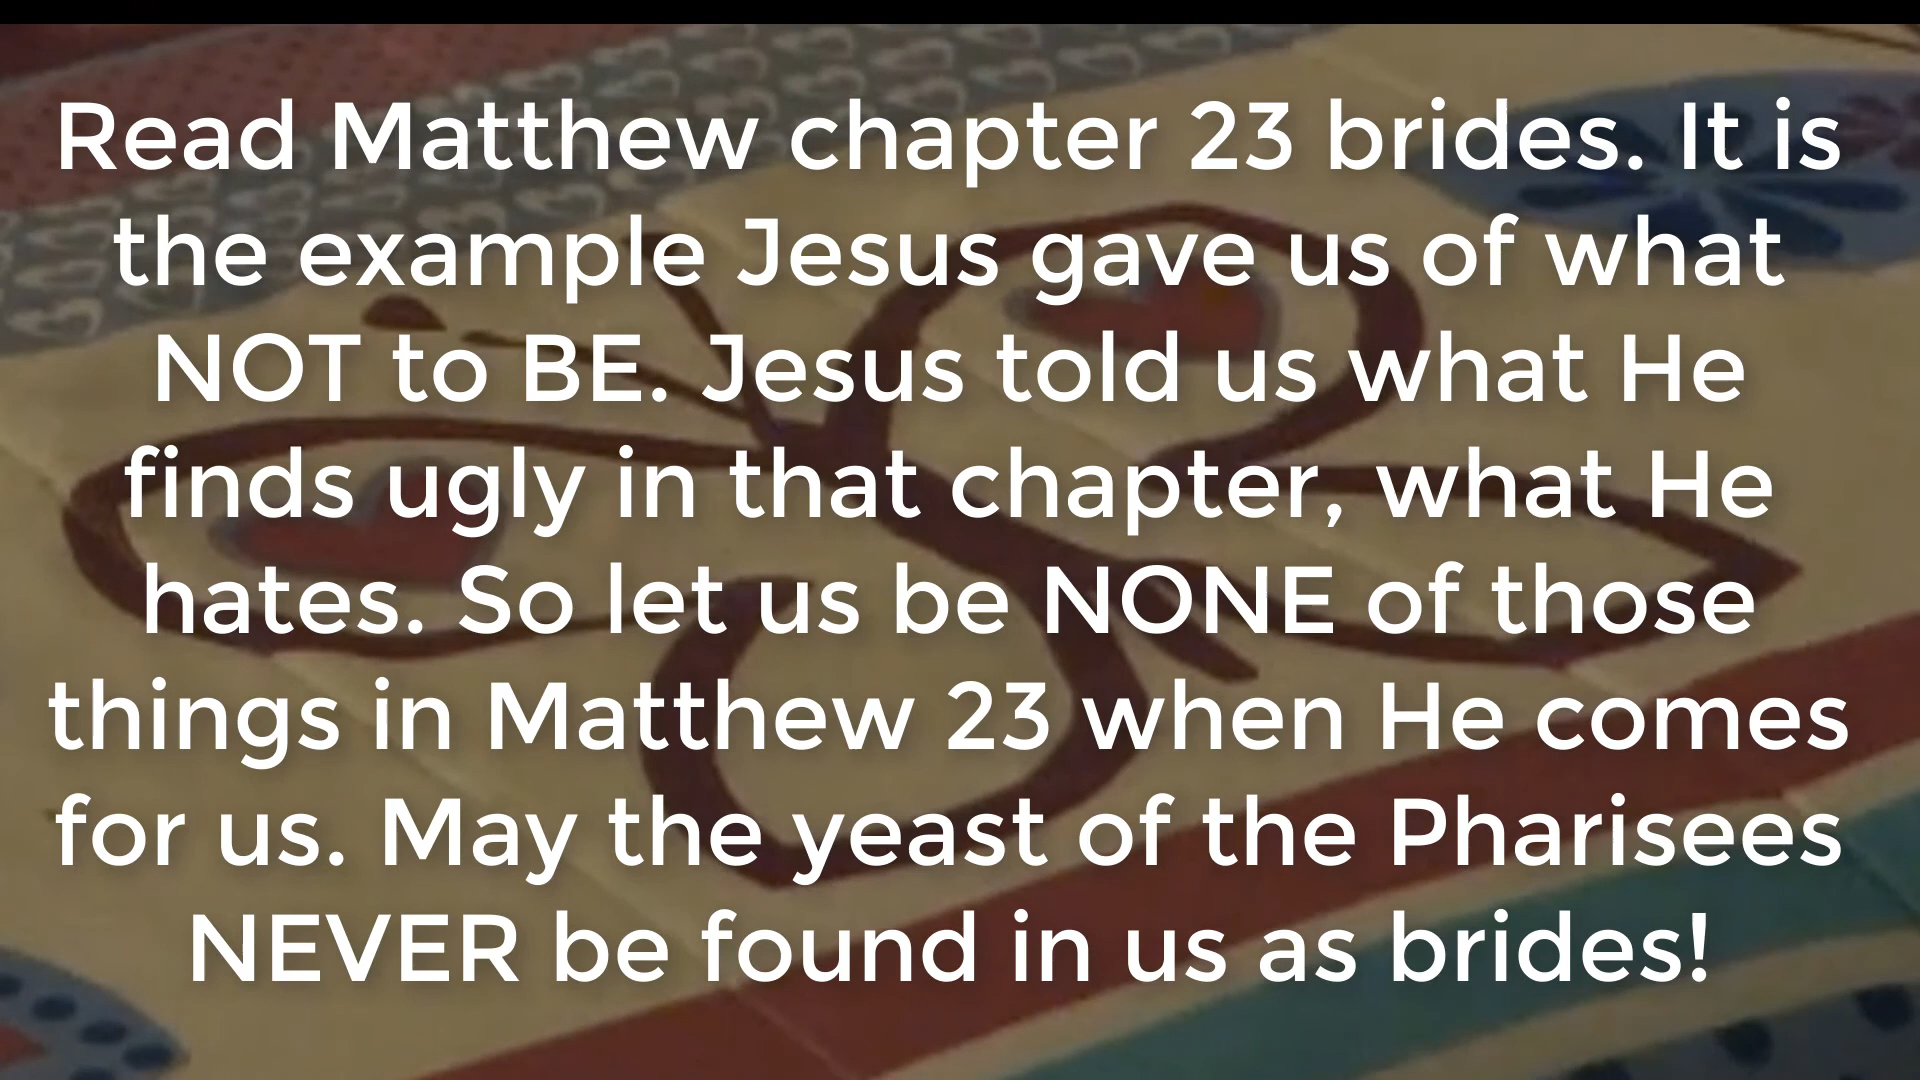 Read Matthew chapter 23 brides. It is
the example Jesus gave us of what
NOT to BE. Jesus told us what He
finds ugly in that chapter, what He
hates. So let us be NONE of those
things in Matthew 23 when He comes
for us. May the yeast of the Pharisees
NEVER be found in us as brides!